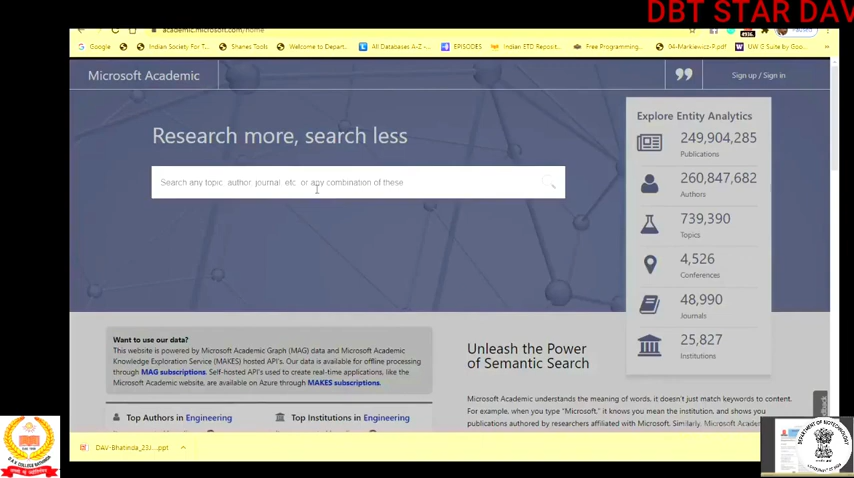 DBT STAR DAV
academic.microsoft.com/home
Google
Indian Society For T...
Shanes Tools
Welcome to Depart...
All Databases A-Z -...
EPISODES
Indian ETD Reposit...
Free Programming...
04-Markiewicz-P.pdf
UW G Suite by Goo...
Microsoft Academic
Sign up / Sign in
Research more, search less
Search any topic, author, journal, etc. or any combination of these
Explore Entity Analytics
249,904,285
Publications
260,847,682
Authors
739,390
Topics
4,526
Conferences
48,990
Journals
25,827
Institutions
Want to use our data?
This website is powered by Microsoft Academic Graph (MAG) data and Microsoft Academic
Knowledge Exploration Service (MAKES) hosted API's. Our data is available for offline processing
through MAG subscriptions. Self-hosted API's used to create real-time applications, like the
Microsoft Academic website, are available on Azure through MAKES subscriptions.
Top Authors in Engineering
Top Institutions in Engineering
Unleash the Power
of Semantic Search
Microsoft Academic understands the meaning of words, it doesn't just match keywords to content.
For example, when you type "Microsoft," it knows you mean the institution, and shows you
publications authored by researchers affiliated with Microsoft. Similarly, Microsoft Academ
DAV-Bhatinda_23J....ppt
DEPARTMENT OF BIOTECHNOLOGY